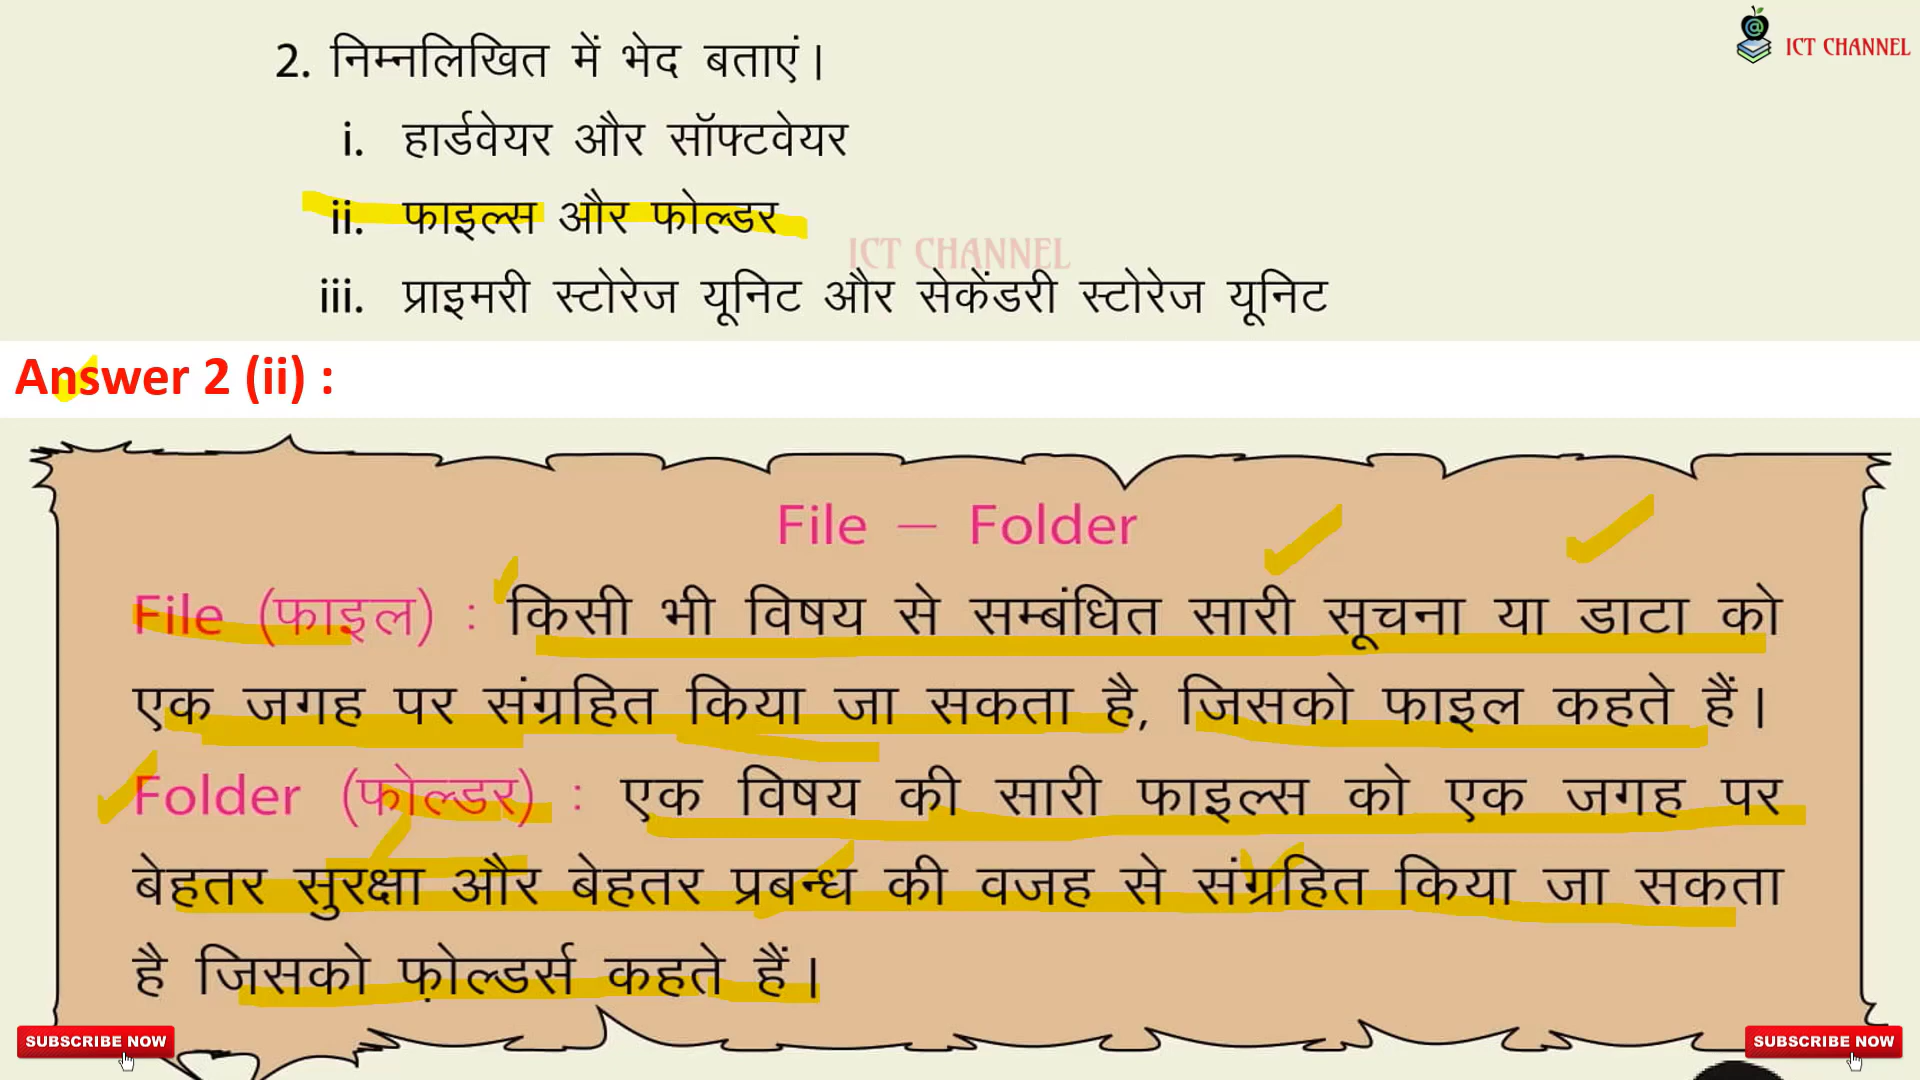 ICT CHANNEL
2. निम्नलिखित में भेद बताएं।
i. हार्डवेयर और सॉफ्टवेयर
ii. फाइल्स और फोल्डर
ICT CHANNEL
iii. प्राइमरी स्टोरेज यूनिट और सेकेंडरी स्टोरेज यूनिट
Answer 2 (ii) :
File – Folder
File (फाइल) : किसी भी विषय से सम्बंधित सारी सूचना या डाटा को
एक जगह पर संग्रहित किया जा सकता है, जिसको फाइल कहते हैं।
Folder (फोल्डर) : एक विषय की सारी फाइल्स को एक जगह पर
बेहतर सुरक्षा और बेहतर प्रबन्ध की वजह से संग्रहित किया जा सकता
है जिसको फ़ोल्डर्स कहते हैं।
SUBSCRIBE NOW
SUBSCRIBE NOW